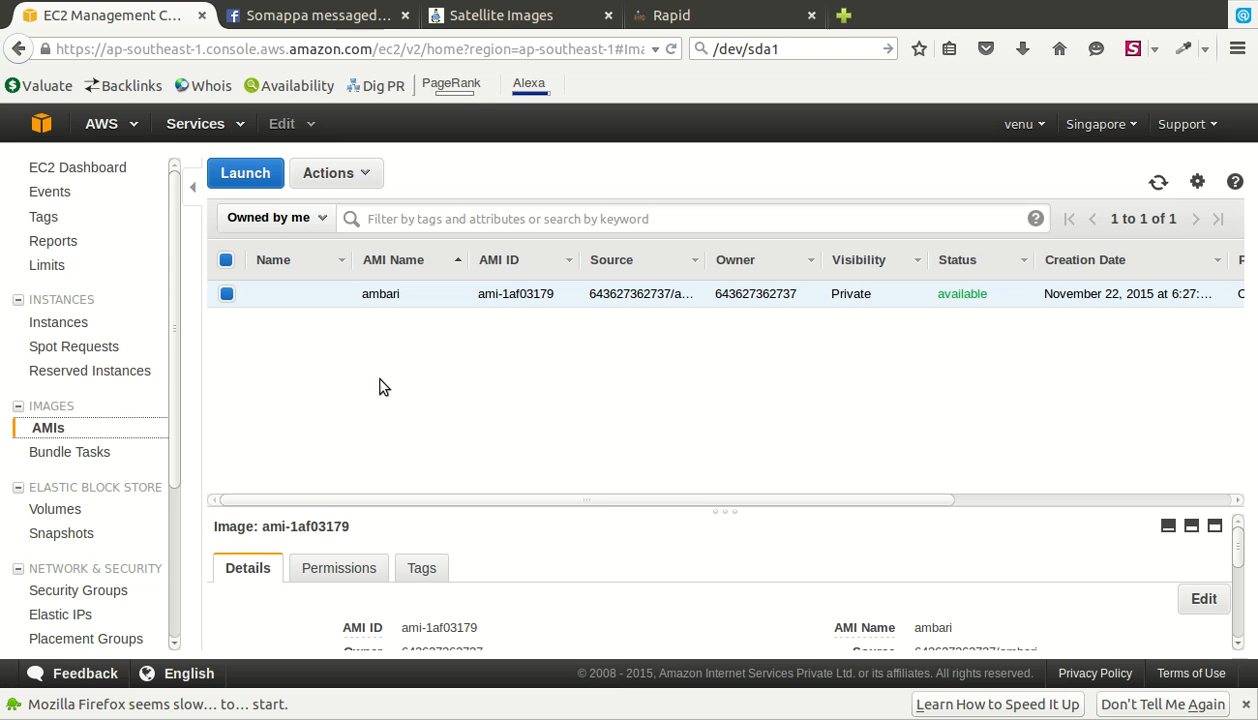 EC2 Management C...
Somappa messaged...
Satellite Images
Rapid
https://ap-southeast-1.console.aws.amazon.com/ec2/v2/home?region=ap-southeast-1#Ima
/dev/sda1
Valuate
Backlinks
Whois
Availability
Dig PR
PageRank
Alexa
AWS
Services
Edit
venu
Singapore
Support
EC2 Dashboard
Events
Tags
Reports
Limits
INSTANCES
Instances
Spot Requests
Reserved Instances
IMAGES
AMIs
Bundle Tasks
ELASTIC BLOCK STORE
Volumes
Snapshots
NETWORK & SECURITY
Security Groups
Elastic IPs
Placement Groups
Launch
Actions
Owned by me
Filter by tags and attributes or search by keyword
1 to 1 of 1
Name AMI Name AMI ID Source Owner Visibility Status Creation Date
ambari ami-1af03179 643627362737/a... 643627362737 Private available November 22, 2015 at 6:27:...
Image: ami-1af03179
Details
Permissions
Tags
Edit
AMI ID ami-1af03179
AMI Name ambari
Owner 643627362737
Source 643627362737/ambari
Feedback
English
© 2008 - 2015, Amazon Internet Services Private Ltd. or its affiliates. All rights reserved.
Privacy Policy
Terms of Use
Mozilla Firefox seems slow... to... start.
Learn How to Speed It Up
Don't Tell Me Again